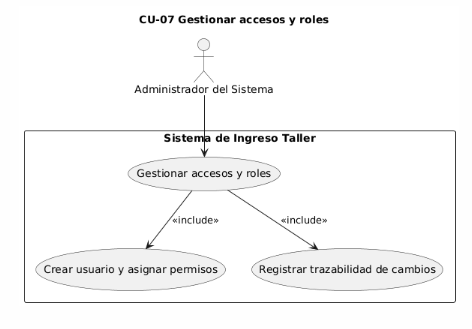 CU-07 Gestionar accesos y roles
Administrador del Sistema
Sistema de Ingreso Taller
Gestionar accesos y roles
«include»
«include»
Crear usuario y asignar permisos
Registrar trazabilidad de cambios